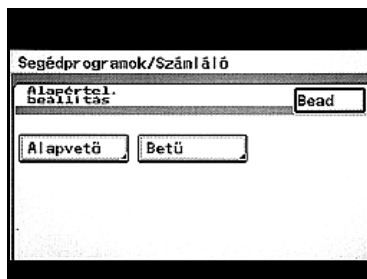 Segédprogramok/Számláló
Alapértel.
beállítás
Bead
Alapvető
Betű